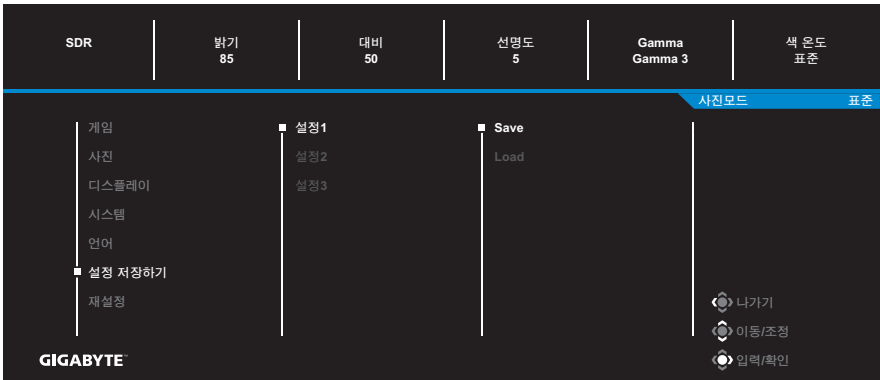 SDR
밝기
85
대비
50
선명도
5
Gamma
Gamma 3
색 온도
표준
사진모드 표준
게임
사진
디스플레이
시스템
언어
설정 저장하기
재설정
설정1
설정2
설정3
Save
Load
나가기
이동/조정
입력/확인
GIGABYTE™